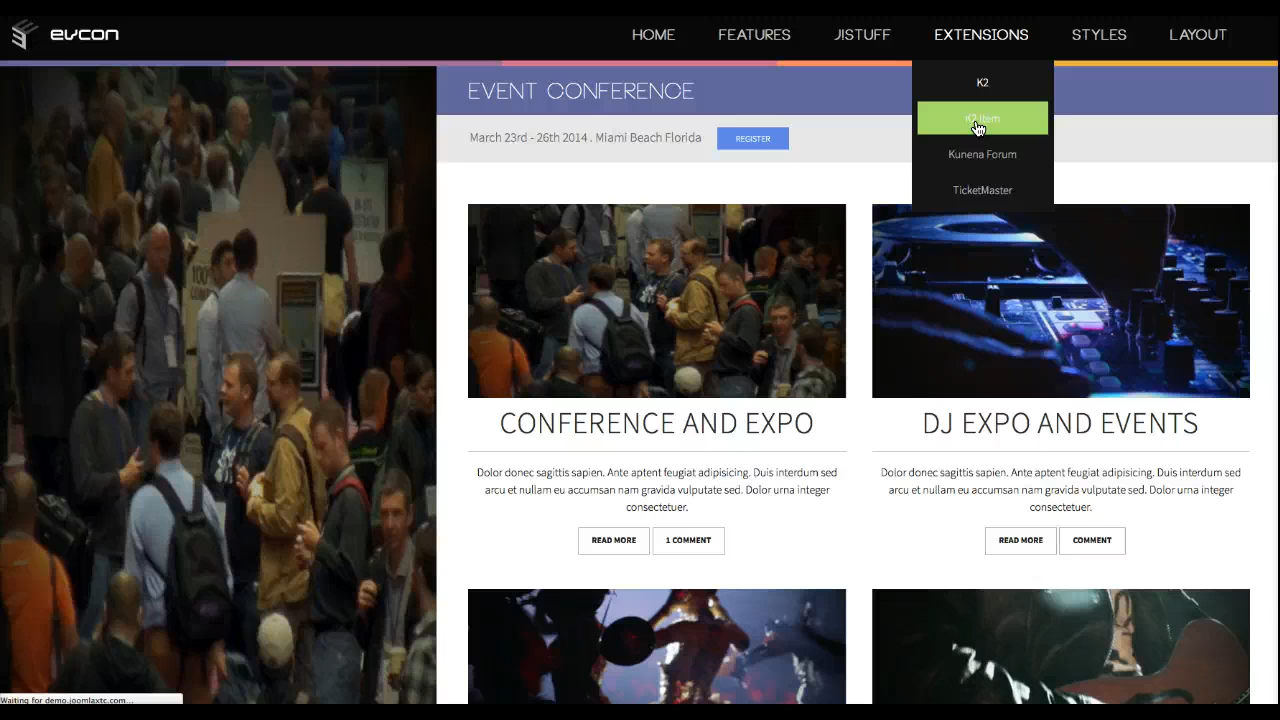 evcon
HOME FEATURES J!STUFF EXTENSIONS STYLES LAYOUT
K2
K2 Item
Kunena Forum
TicketMaster
EVENT CONFERENCE
March 23rd - 26th 2014 . Miami Beach Florida REGISTER
CONFERENCE AND EXPO
Dolor donec sagittis sapien. Ante aptent feugiat adipisicing. Duis interdum sed
arcu et nullam eu accumsan nam gravida vulputate sed. Dolor urna integer
consectetuer.
READ MORE 1 COMMENT
DJ EXPO AND EVENTS
Dolor donec sagittis sapien. Ante aptent feugiat adipisicing. Duis interdum sed
arcu et nullam eu accumsan nam gravida vulputate sed. Dolor urna integer
consectetuer.
READ MORE COMMENT
Waiting for demo.joomlaxtc.com...